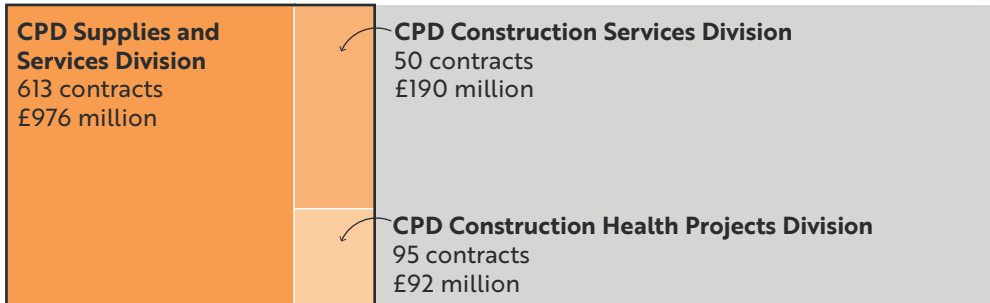 CPD Supplies and
Services Division
613 contracts
£976 million
CPD Construction Services Division
50 contracts
£190 million
CPD Construction Health Projects Division
95 contracts
£92 million